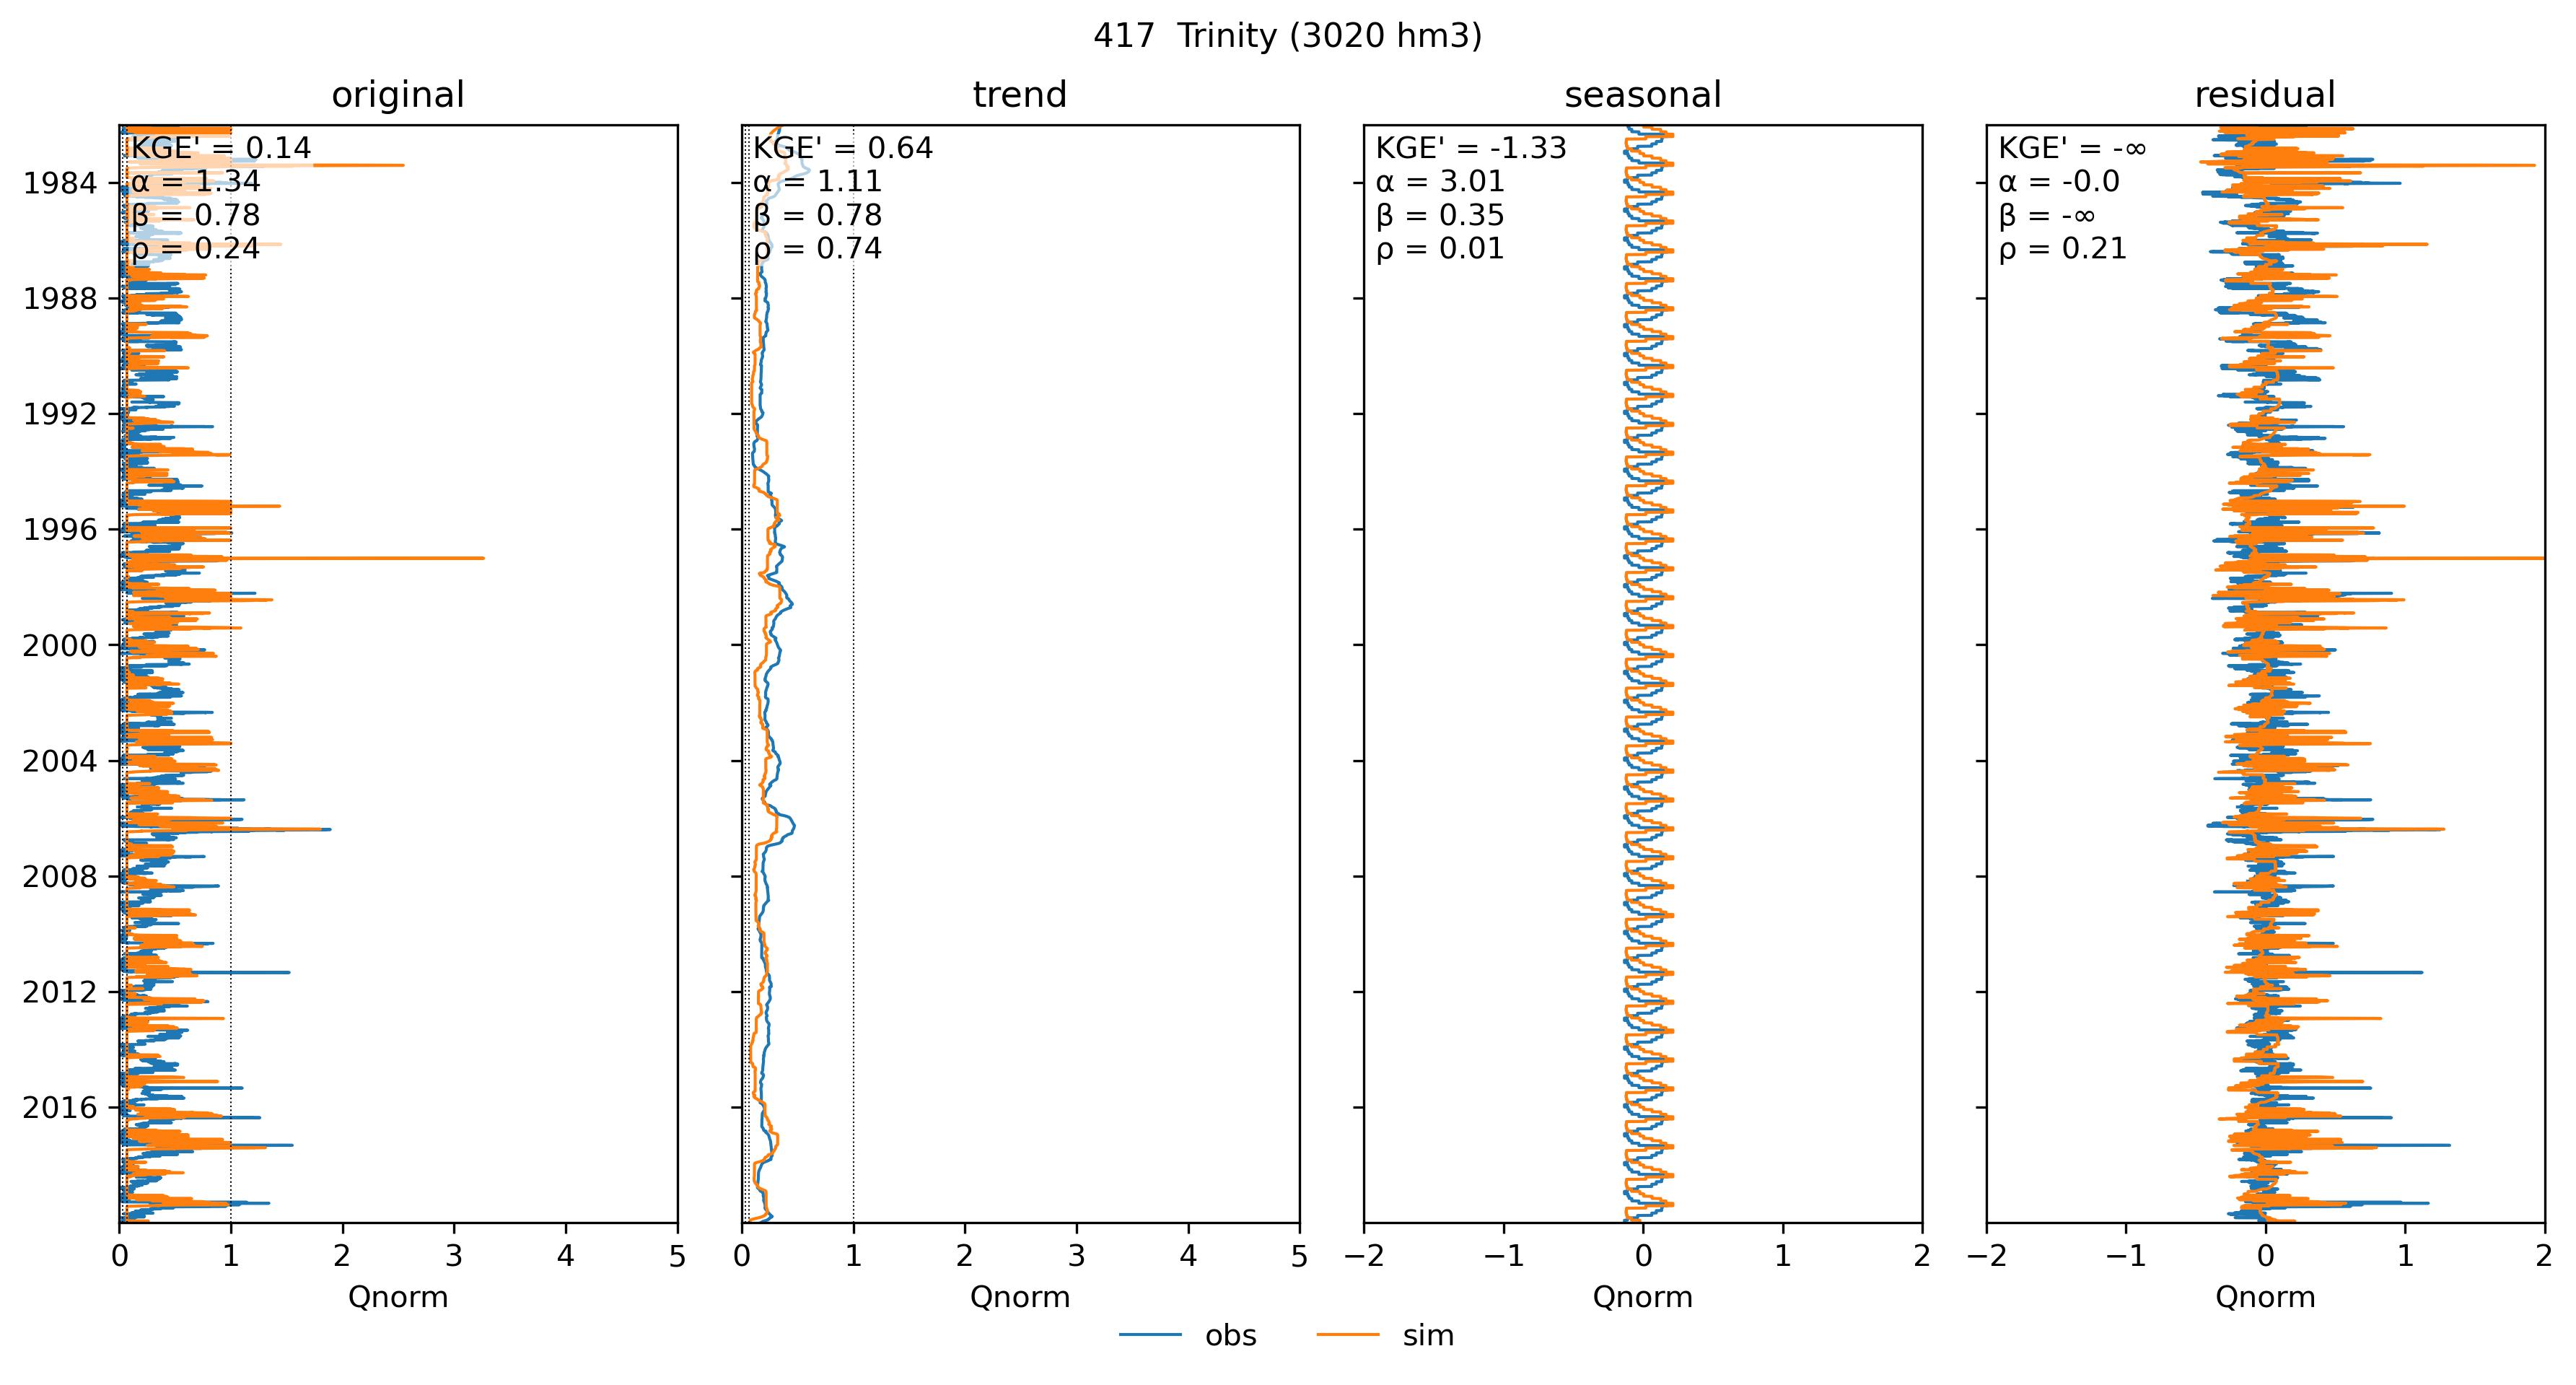 417  Trinity (3020 hm3)
original
trend
seasonal
residual
KGE' = 0.14
α = 1.34
β = 0.78
ρ = 0.24
KGE' = 0.64
α = 1.11
β = 0.78
ρ = 0.74
KGE' = -1.33
α = 3.01
β = 0.35
ρ = 0.01
KGE' = -∞
α = -0.0
β = -∞
ρ = 0.21
1984
1988
1992
1996
2000
2004
2008
2012
2016
0 1 2 3 4 5
0 1 2 3 4 5
−2 −1 0 1 2
−2 −1 0 1 2
Qnorm
Qnorm
Qnorm
Qnorm
obs
sim